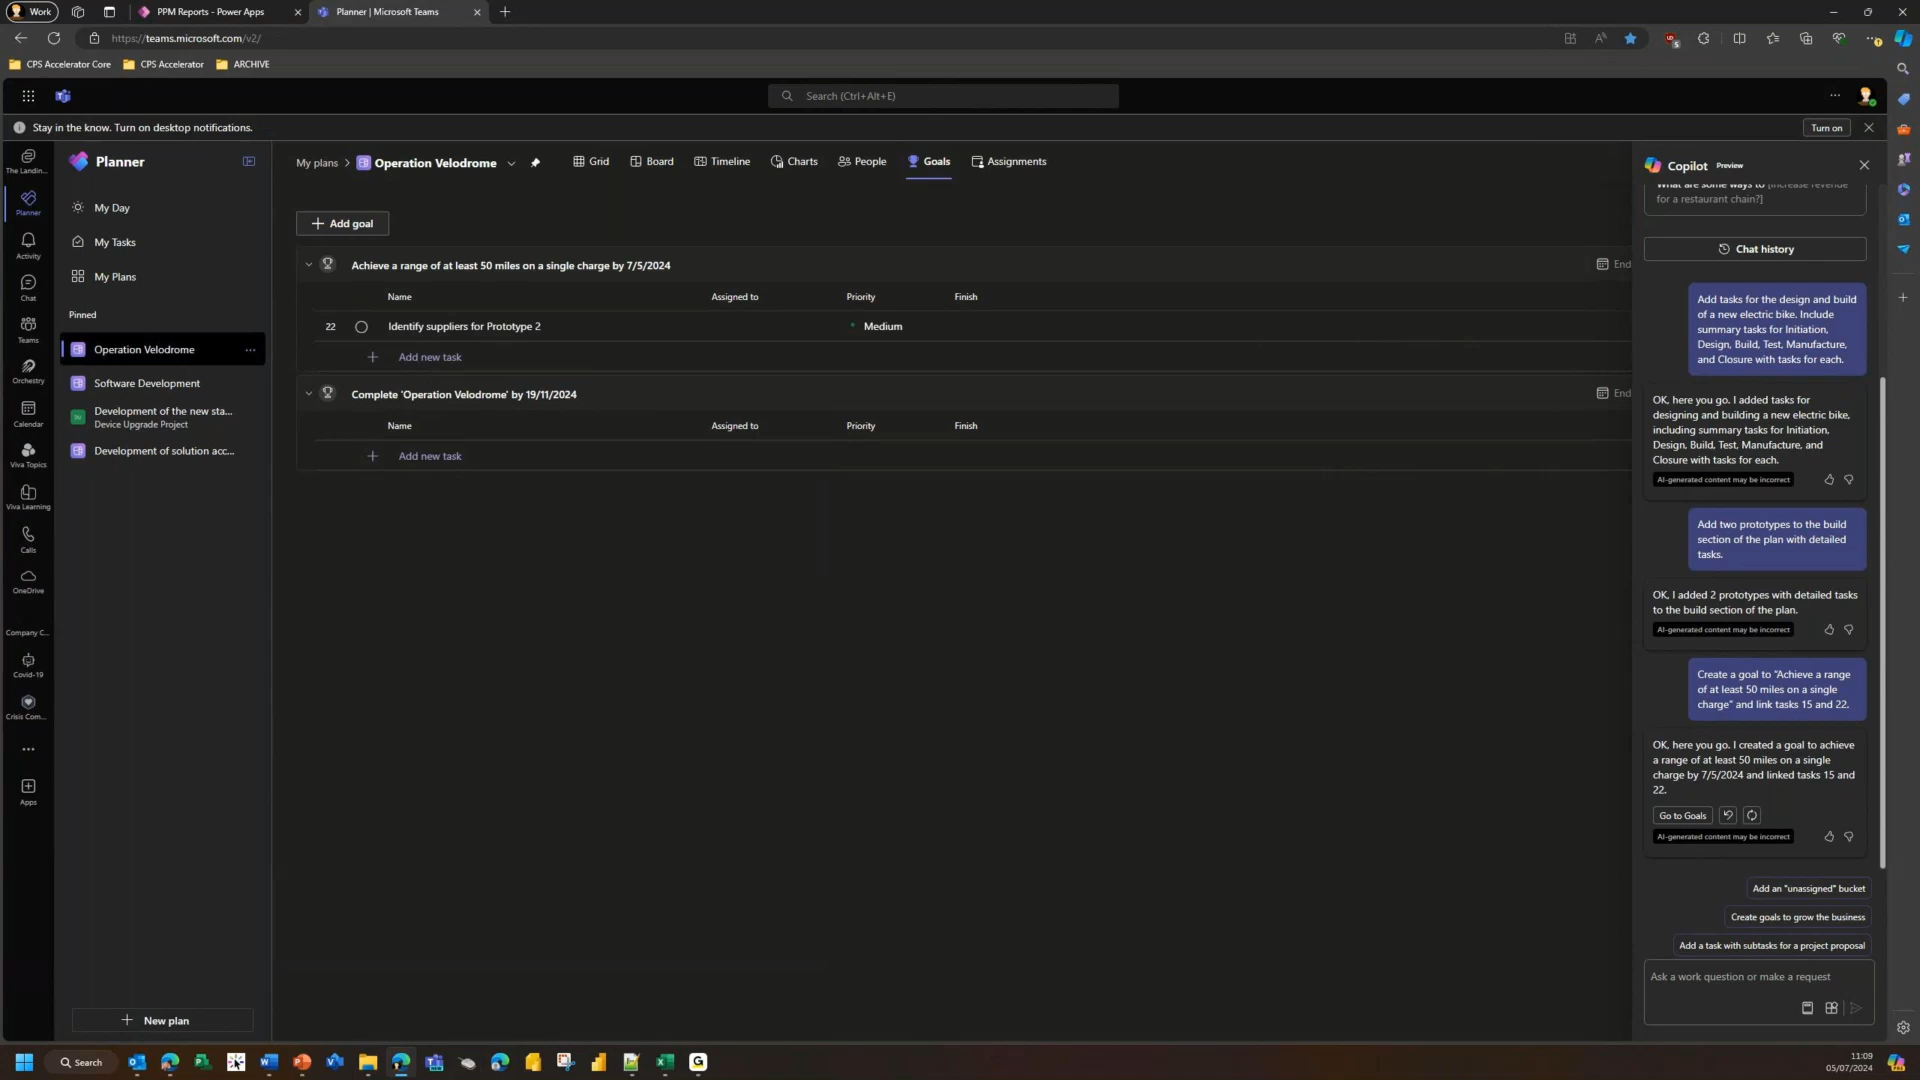 Work
PPM Reports - Power Apps
Planner | Microsoft Teams
https://teams.microsoft.com/v2/
CPS Accelerator Core
CPS Accelerator
ARCHIVE
Search (Ctrl+Alt+E)
Stay in the know. Turn on desktop notifications.
Turn on
The Landin...
Planner
Activity
Chat
Teams
Orchestry
Calendar
Viva Topics
Viva Learning
Calls
OneDrive
Company C...
Covid-19
Crisis Com...
Apps
Planner
My Day
My Tasks
My Plans
Pinned
Operation Velodrome
Software Development
Development of the new sta...
Device Upgrade Project
Development of solution acc...
New plan
My plans > Operation Velodrome
Grid
Board
Timeline
Charts
People
Goals
Assignments
Add goal
Achieve a range of at least 50 miles on a single charge by 7/5/2024
End
Name Assigned to Priority Finish
22 Identify suppliers for Prototype 2 Medium
Add new task
Complete 'Operation Velodrome' by 19/11/2024
End
Name Assigned to Priority Finish
Add new task
Copilot Preview
What are some ways to [increase revenue
for a restaurant chain?]
Chat history
Add tasks for the design and build
of a new electric bike. Include
summary tasks for Initiation,
Design, Build, Test, Manufacture,
and Closure with tasks for each.
OK, here you go. I added tasks for
designing and building a new electric bike,
including summary tasks for Initiation,
Design, Build, Test, Manufacture, and
Closure with tasks for each.
AI-generated content may be incorrect
Add two prototypes to the build
section of the plan with detailed
tasks.
OK, I added 2 prototypes with detailed tasks
to the build section of the plan.
AI-generated content may be incorrect
Create a goal to "Achieve a range
of at least 50 miles on a single
charge" and link tasks 15 and 22.
OK, here you go. I created a goal to achieve
a range of at least 50 miles on a single
charge by 7/5/2024 and linked tasks 15 and
22.
Go to Goals
AI-generated content may be incorrect
Add an "unassigned" bucket
Create goals to grow the business
Add a task with subtasks for a project proposal
Ask a work question or make a request
Search
11:09
05/07/2024